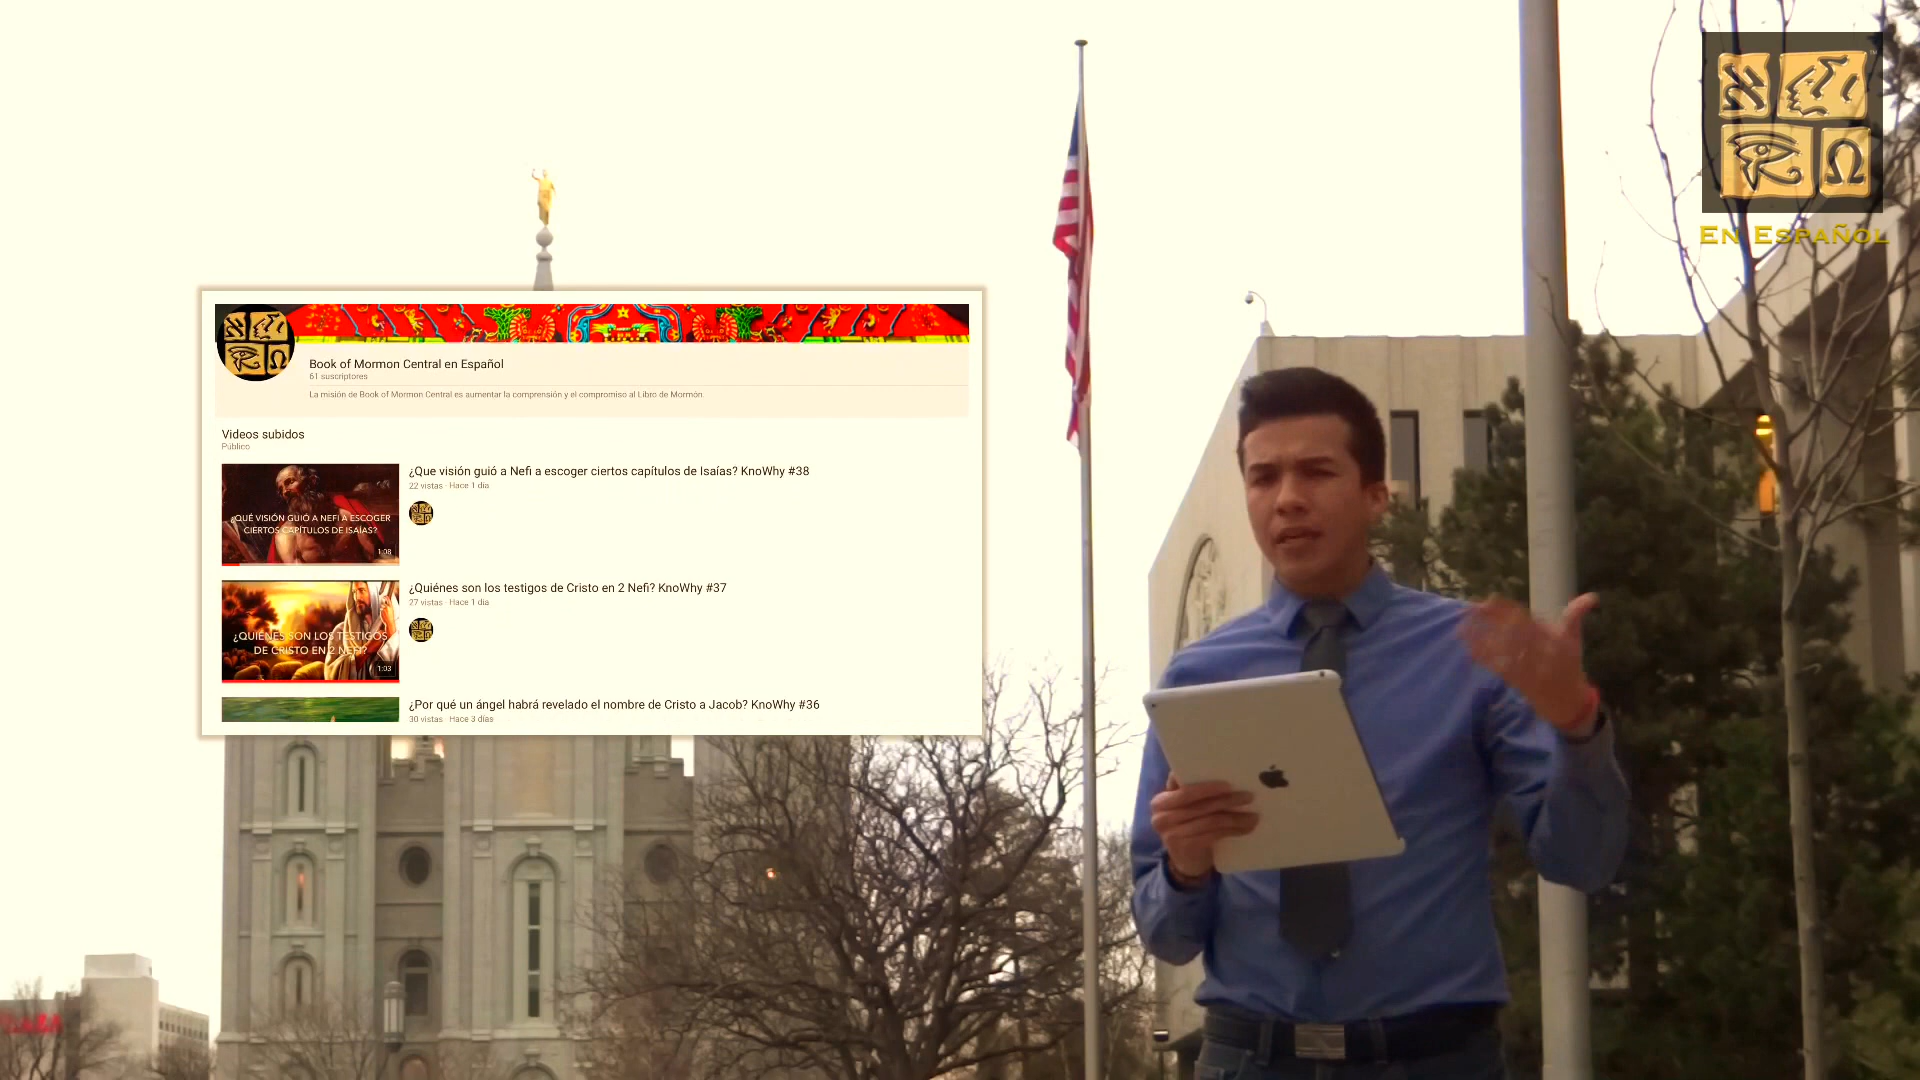 En Español
Book of Mormon Central en Español
61 suscriptores
La misión de Book of Mormon Central es aumentar la comprensión y el compromiso al Libro de Mormón.
Videos subidos
Público
¿Que visión guió a Nefi a escoger ciertos capítulos de Isaías? KnoWhy #38
22 vistas · Hace 1 día
¿QUÉ VISIÓN GUIÓ A NEFI A ESCOGER
CIERTOS CAPÍTULOS DE ISAÍAS?
1:08
¿Quiénes son los testigos de Cristo en 2 Nefi? KnoWhy #37
27 vistas · Hace 1 día
¿QUIÉNES SON LOS TESTIGOS
DE CRISTO EN 2 NEFI?
1:03
¿Por qué un ángel habrá revelado el nombre de Cristo a Jacob? KnoWhy #36
30 vistas · Hace 3 días